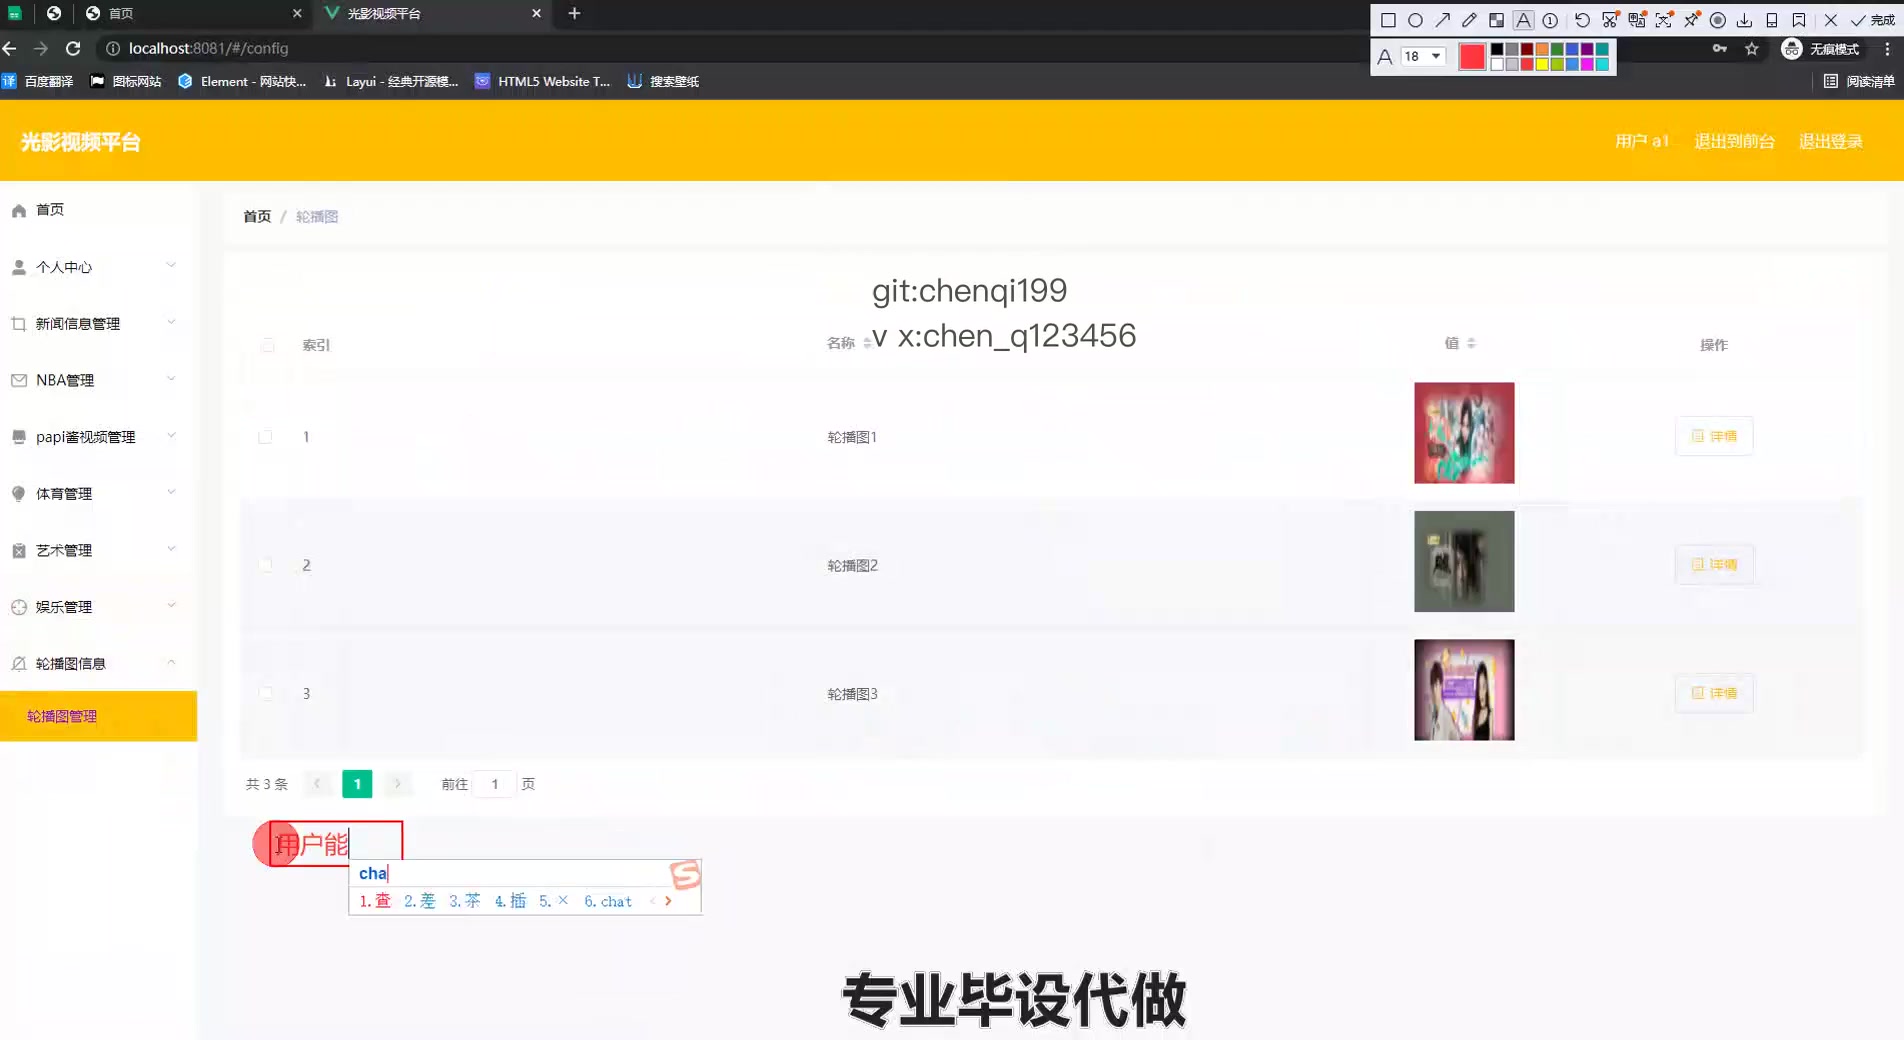 首页
光影视频平台
完成
localhost:8081/#/config
A 18
无痕模式
译 百度翻译
图标网站
Element - 网站快...
Layui - 经典开源模...
HTML5 Website T...
搜索壁纸
阅读清单
光影视频平台
用户 a1
退出到前台
退出登录
首页
个人中心
新闻信息管理
NBA管理
papi酱视频管理
体育管理
艺术管理
娱乐管理
轮播图信息
轮播图管理
首页 / 轮播图
git:chenqi199
v x:chen_q123456
索引 名称 值 操作
1 轮播图1 详情
2 轮播图2 详情
3 轮播图3 详情
共 3 条 1 前往 1 页
用户能
cha
1.查 2.差 3.茶 4.插 5.× 6.chat
专业毕设代做